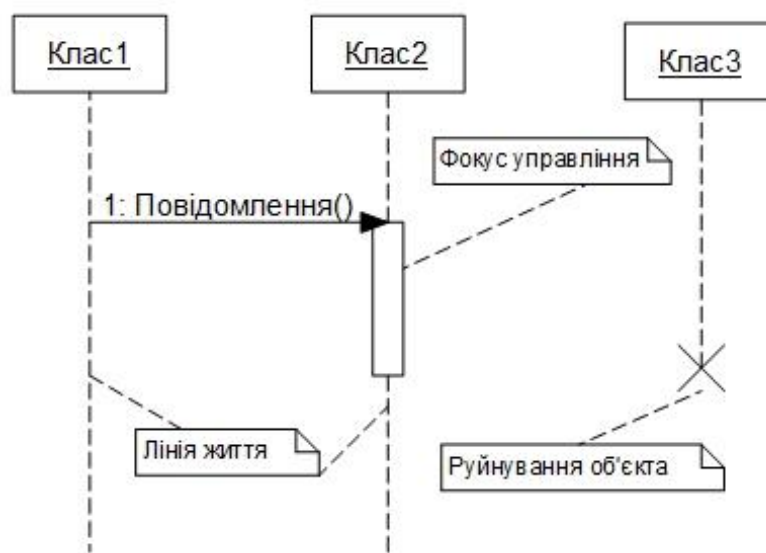 Клас1
Клас2
Клас3
Фокус управління
1: Повідомлення()
Лінія життя
Руйнування об'єкта